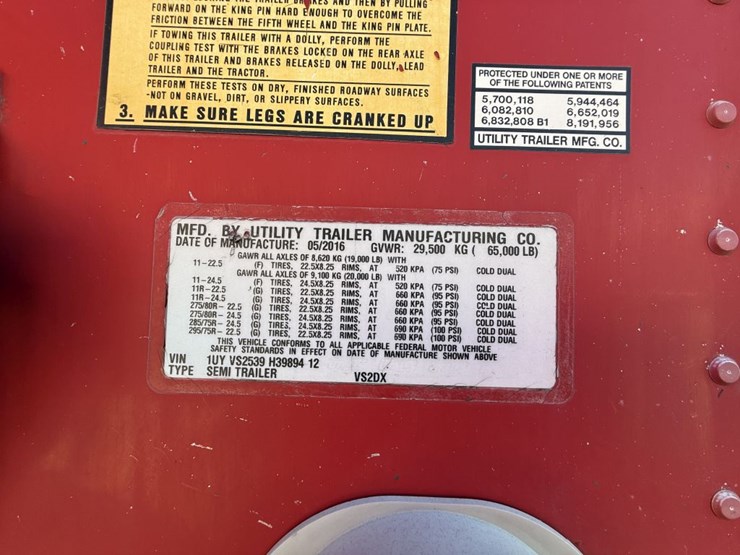 FORWARD ON THE KING PIN HARD ENOUGH TO OVERCOME THE
FRICTION BETWEEN THE FIFTH WHEEL AND THE KING PIN PLATE.
IF TOWING THIS TRAILER WITH A DOLLY, PERFORM THE
COUPLING TEST WITH THE BRAKES LOCKED ON THE REAR AXLE
OF THIS TRAILER AND BRAKES RELEASED ON THE DOLLY, LEAD
TRAILER AND THE TRACTOR.
PERFORM THESE TESTS ON DRY, FINISHED ROADWAY SURFACES
-NOT ON GRAVEL, DIRT, OR SLIPPERY SURFACES.
3. MAKE SURE LEGS ARE CRANKED UP
PROTECTED UNDER ONE OR MORE
OF THE FOLLOWING PATENTS
5,700,118 5,944,464
6,082,810 6,652,019
6,832,808 B1 8,191,956
UTILITY TRAILER MFG. CO.
MFD. BY UTILITY TRAILER MANUFACTURING CO.
DATE OF MANUFACTURE: 05/2016 GVWR: 29,500 KG ( 65,000 LB)
GAWR ALL AXLES OF 8,620 KG (19,000 LB) WITH
11-22.5 (F) TIRES, 22.5X8.25 RIMS, AT 520 KPA (75 PSI) COLD DUAL
GAWR ALL AXLES OF 9,100 KG (20,000 LB) WITH
11-24.5 (F) TIRES, 24.5X8.25 RIMS, AT 520 KPA (75 PSI) COLD DUAL
11R-22.5 (G) TIRES, 22.5X8.25 RIMS, AT 660 KPA (95 PSI) COLD DUAL
11R-24.5 (G) TIRES, 24.5X8.25 RIMS, AT 660 KPA (95 PSI) COLD DUAL
275/80R- 22.5 (G) TIRES, 22.5X8.25 RIMS, AT 660 KPA (95 PSI) COLD DUAL
275/80R- 24.5 (G) TIRES, 24.5X8.25 RIMS, AT 660 KPA (95 PSI) COLD DUAL
285/75R- 24.5 (G) TIRES, 24.5X8.25 RIMS, AT 690 KPA (100 PSI) COLD DUAL
295/75R- 22.5 (G) TIRES, 22.5X8.25 RIMS, AT 690 KPA (100 PSI) COLD DUAL
THIS VEHICLE CONFORMS TO ALL APPLICABLE FEDERAL MOTOR VEHICLE
SAFETY STANDARDS IN EFFECT ON DATE OF MANUFACTURE SHOWN ABOVE
VIN 1UY VS2539 H39894 12
TYPE SEMI TRAILER VS2DX